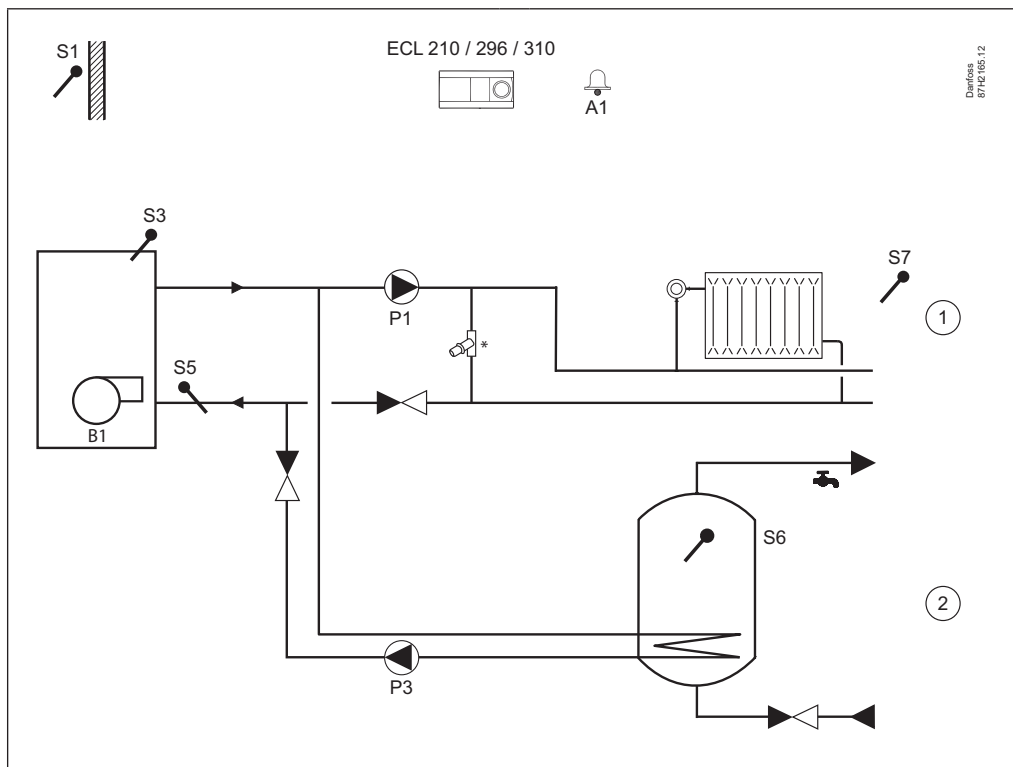 S1
ECL 210 / 296 / 310
A1
Danfoss
87H2165.12
S3
S7
P1
1
*
S5
B1
S6
2
P3